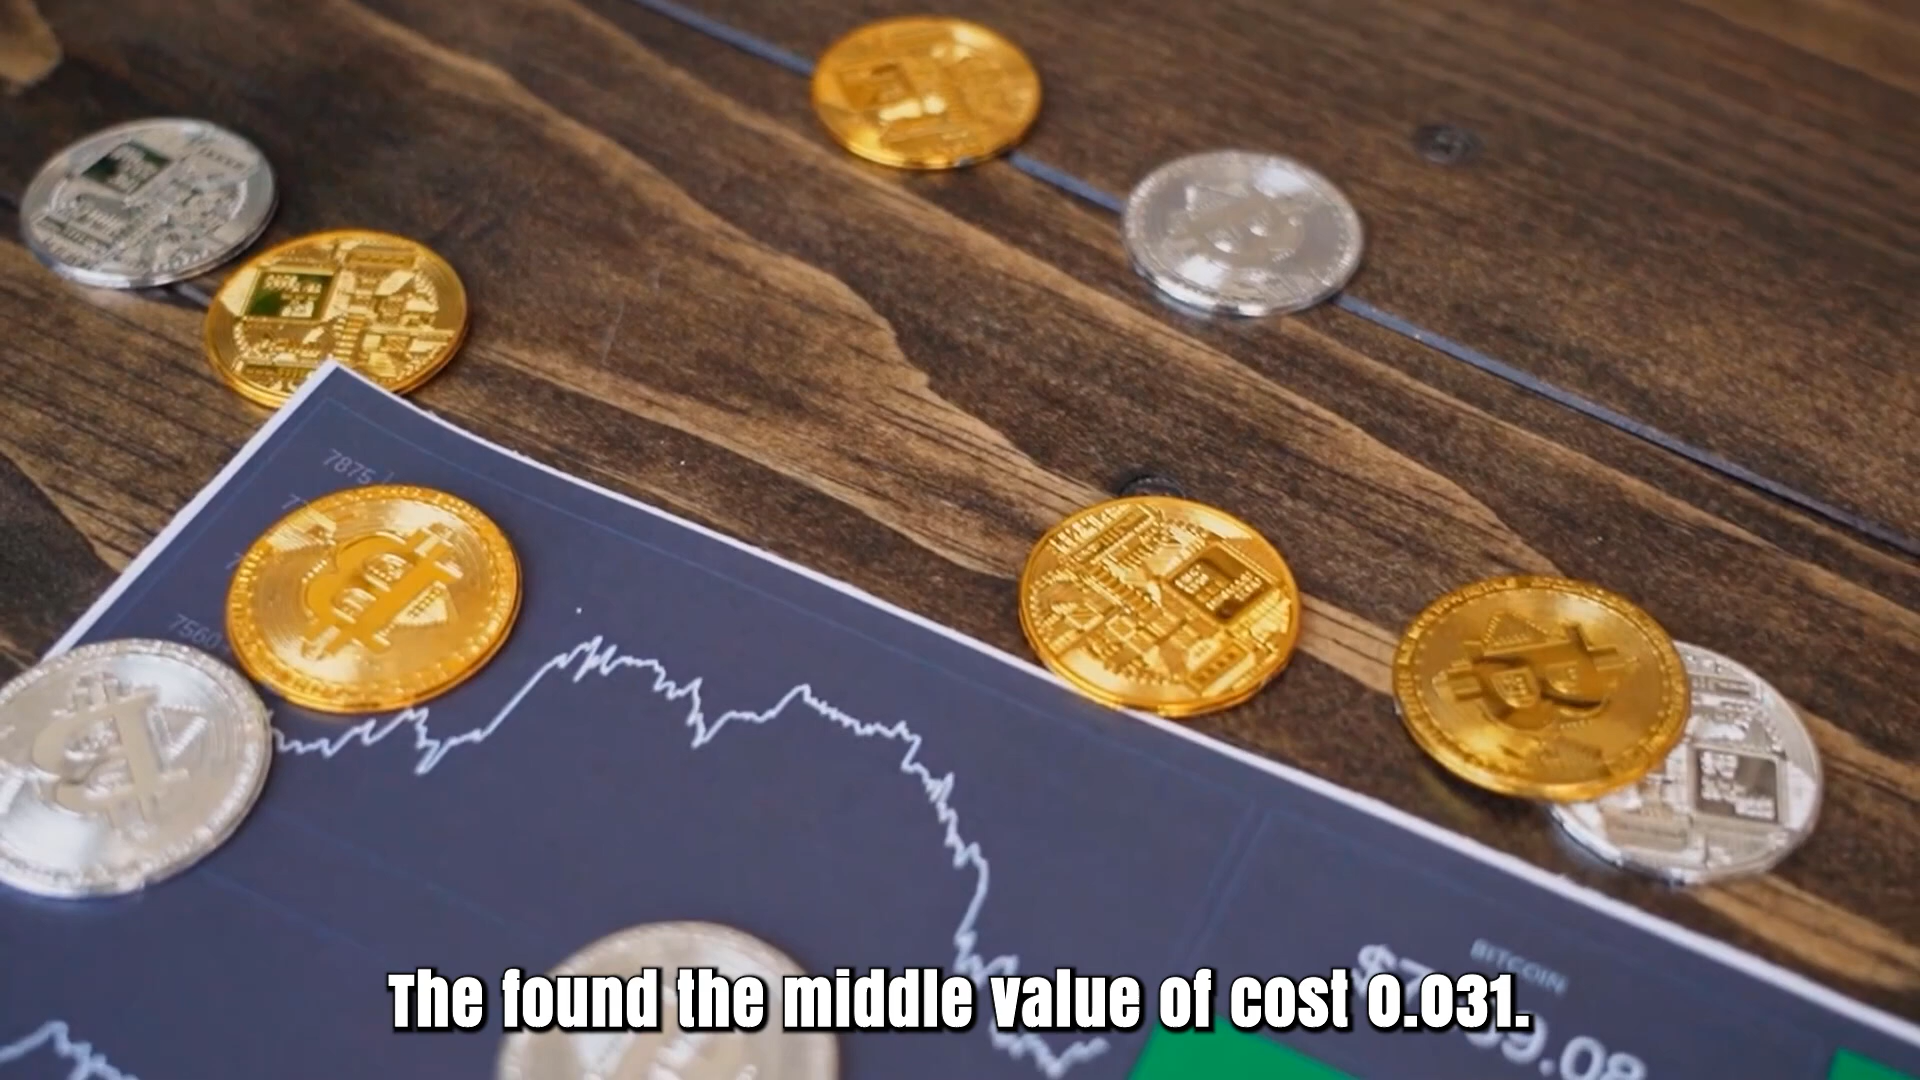 7875
7560
BITCOIN
The found the middle value of cost 0.031.